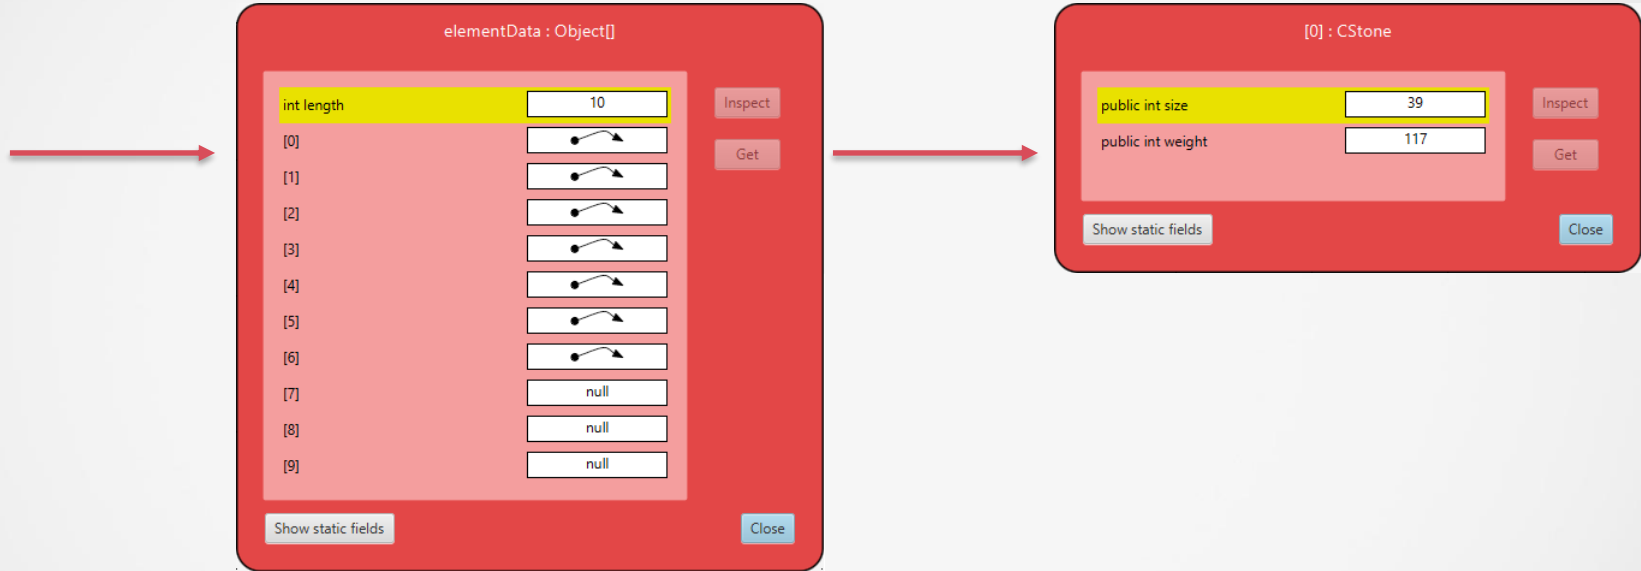 elementData : Object[]
int length 10
Inspect
[0]
Get
[1]
[2]
[3]
[4]
[5]
[6]
[7] null
[8] null
[9] null
Show static fields
Close
[0] : CStone
public int size 39
Inspect
public int weight 117
Get
Show static fields
Close